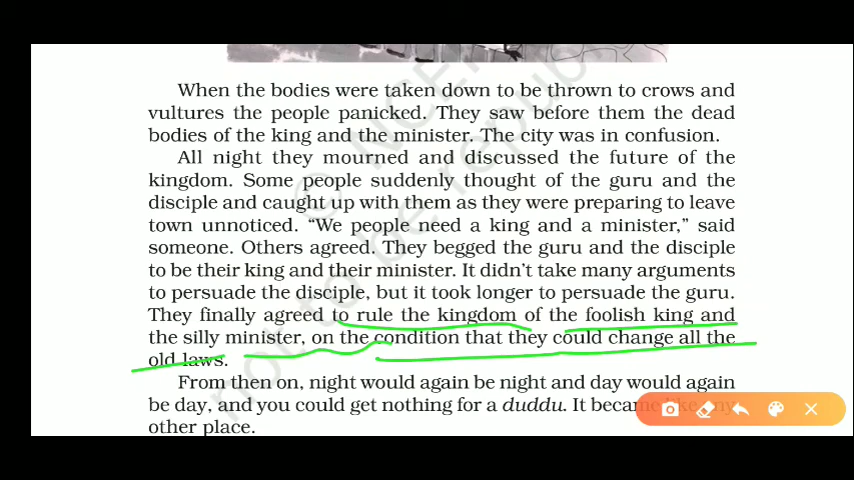 When the bodies were taken down to be thrown to crows and
vultures the people panicked. They saw before them the dead
bodies of the king and the minister. The city was in confusion.
All night they mourned and discussed the future of the
kingdom. Some people suddenly thought of the guru and the
disciple and caught up with them as they were preparing to leave
town unnoticed. “We people need a king and a minister,” said
someone. Others agreed. They begged the guru and the disciple
to be their king and their minister. It didn’t take many arguments
to persuade the disciple, but it took longer to persuade the guru.
They finally agreed to rule the kingdom of the foolish king and
the silly minister, on the condition that they could change all the
old laws.
From then on, night would again be night and day would again
be day, and you could get nothing for a duddu. It became like any
other place.
© NCERT
not to be republ